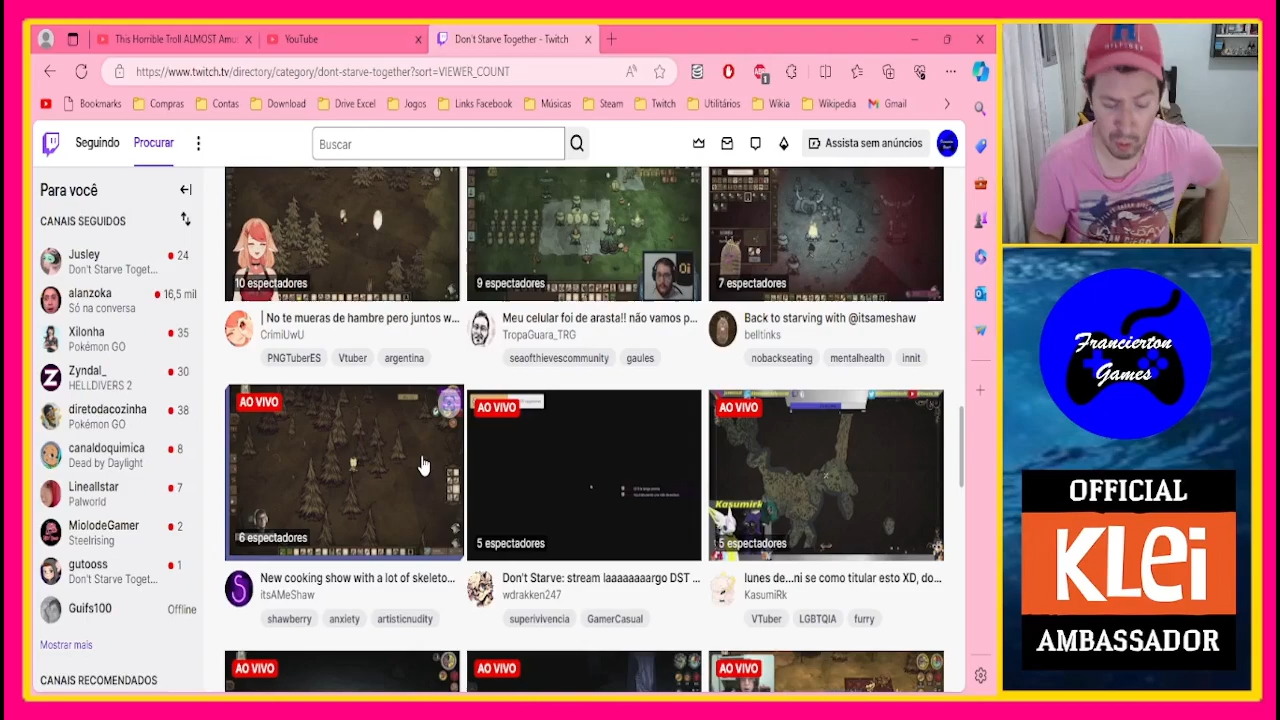 This Horrible Troll ALMOST Amu
YouTube
Don't Starve Together - Twitch
https://www.twitch.tv/directory/category/dont-starve-together?sort=VIEWER_COUNT
Bookmarks
Compras
Contas
Download
Drive Excel
Jogos
Links Facebook
Músicas
Steam
Twitch
Utilitários
Wikia
Wikipedia
Gmail
Seguindo
Procurar
Buscar
Assista sem anúncios
Para você
CANAIS SEGUIDOS
Jusley
24
Don't Starve Toget...
alanzoka
16,5 mil
Só na conversa
Xilonha
35
Pokémon GO
Zyndal_
30
HELLDIVERS 2
diretodacozinha
38
Pokémon GO
canaldoquimica
8
Dead by Daylight
Lineallstar
7
Palworld
MiolodeGamer
2
Steelrising
gutooss
1
Don't Starve Toget...
Guifs100
Offline
Mostrar mais
CANAIS RECOMENDADOS
10 espectadores
| No te mueras de hambre pero juntos w...
CrimiUwU
PNGTuberES
Vtuber
argentina
Oi
9 espectadores
Meu celular foi de arasta!! não vamos p...
TropaGuara_TRG
seaofthievescommunity
gaules
7 espectadores
Back to starving with @itsameshaw
belltinks
nobackseating
mentalhealth
innit
AO VIVO
6 espectadores
New cooking show with a lot of skeleto...
itsAMeShaw
shawberry
anxiety
artisticnudity
AO VIVO
5 espectadores
Don't Starve: stream laaaaaaaargo DST ...
wdrakken247
superivivencia
GamerCasual
AO VIVO
Kasumirk
5 espectadores
lunes de...ni se como titular esto XD, do...
KasumiRk
VTuber
LGBTQIA
furry
AO VIVO
AO VIVO
AO VIVO
Francierton
Games
OFFICIAL
KLei
AMBASSADOR